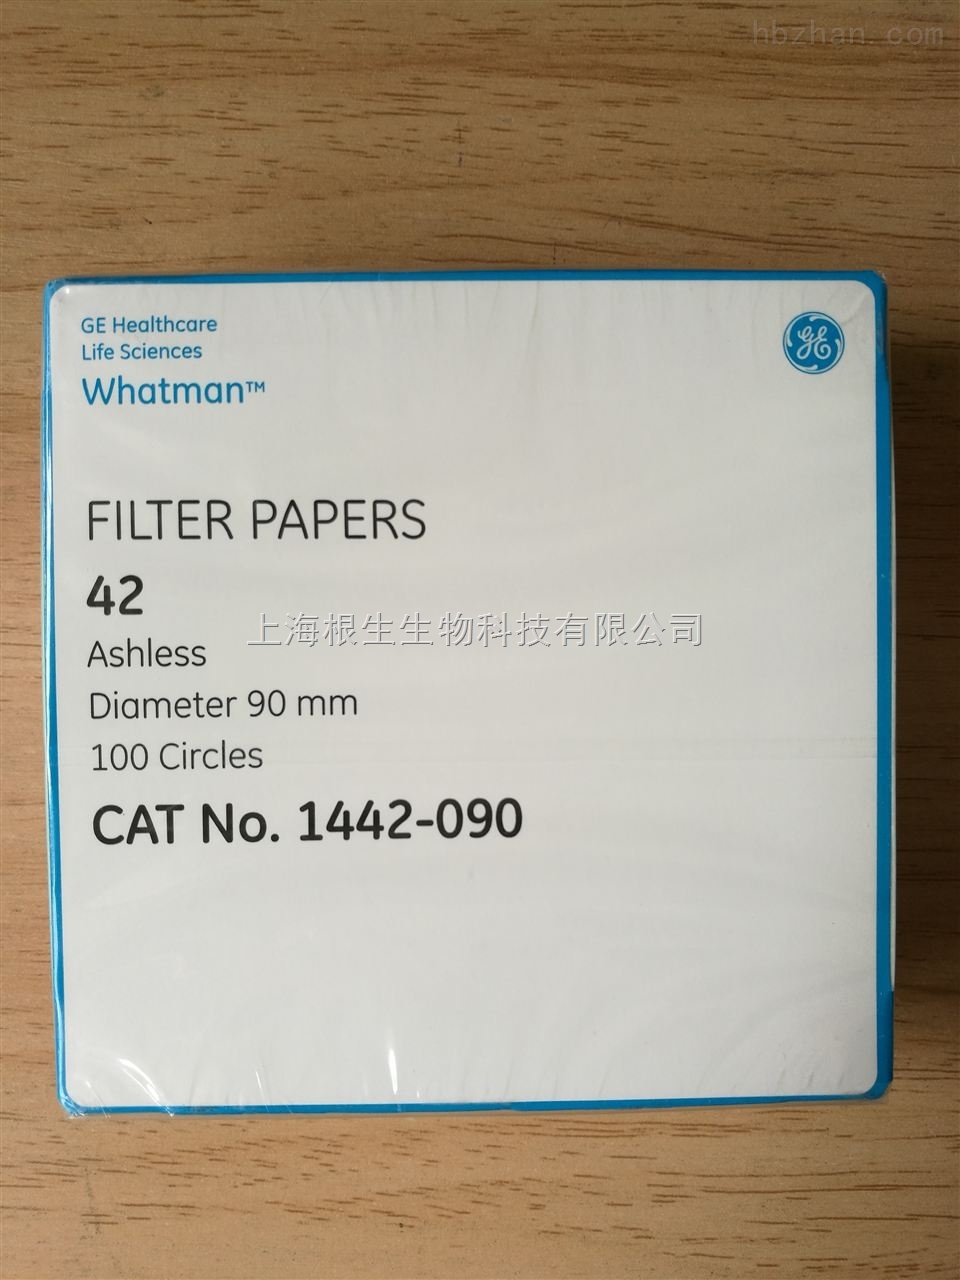 hbzhan.com
GE Healthcare
Life Sciences
Whatman™
GE
FILTER PAPERS
42
上海根生生物科技有限公司
Ashless
Diameter 90 mm
100 Circles
CAT No. 1442-090